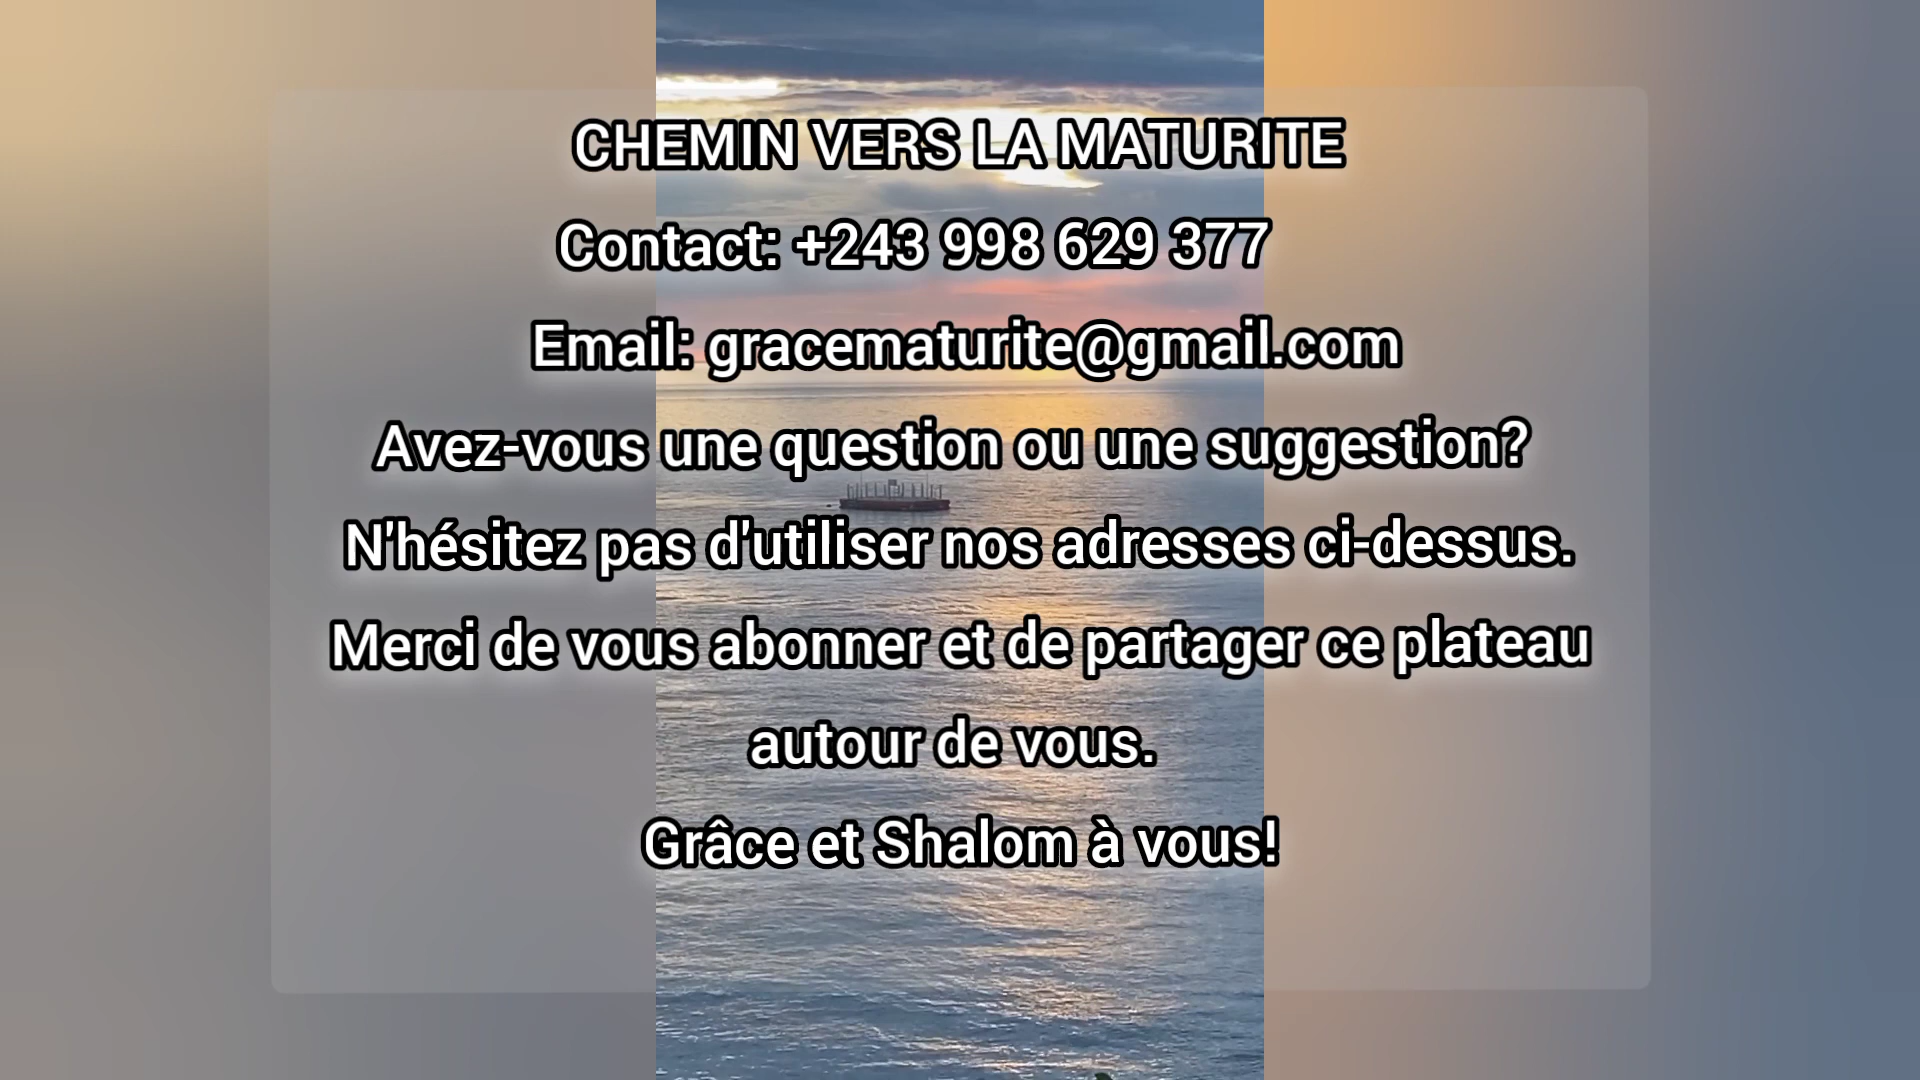 CHEMIN VERS LA MATURITE
Contact: +243 998 629 377
Email: gracematurite@gmail.com
Avez-vous une question ou une suggestion?
N'hésitez pas d'utiliser nos adresses ci-dessus.
Merci de vous abonner et de partager ce plateau
autour de vous.
Grâce et Shalom à vous!